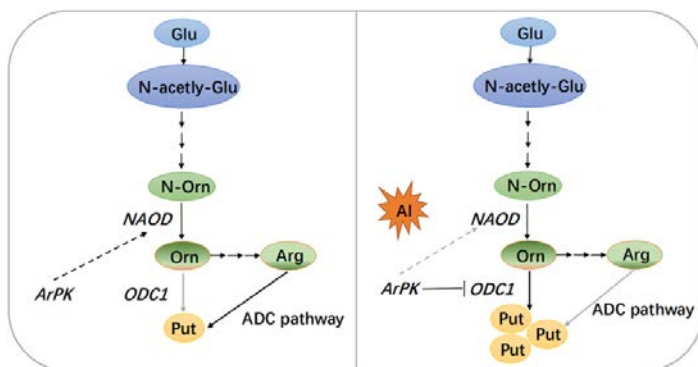 Glu
N-acetly-Glu
N-Orn
NAOD
Orn
Arg
ArPK
ODC1
Put
ADC pathway
Glu
N-acetly-Glu
N-Orn
Al
NAOD
Orn
Arg
ArPK
ODC1
Put
Put
Put
ADC pathway